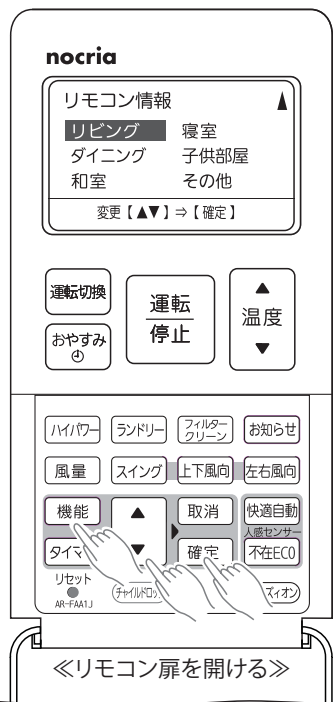 nocria
リモコン情報
リビング 寝室
ダイニング 子供部屋
和室 その他
変更【▲▼】⇒【確定】
運転切換
運転
停止
温度
おやすみ
ハイパワー ランドリー フィルター
クリーン お知らせ
風量 スイング 上下風向 左右風向
機能 取消 快適自動
人感センサー
確定 不在ECO
リセット
AR-FAA1J
≪リモコン扉を開ける≫